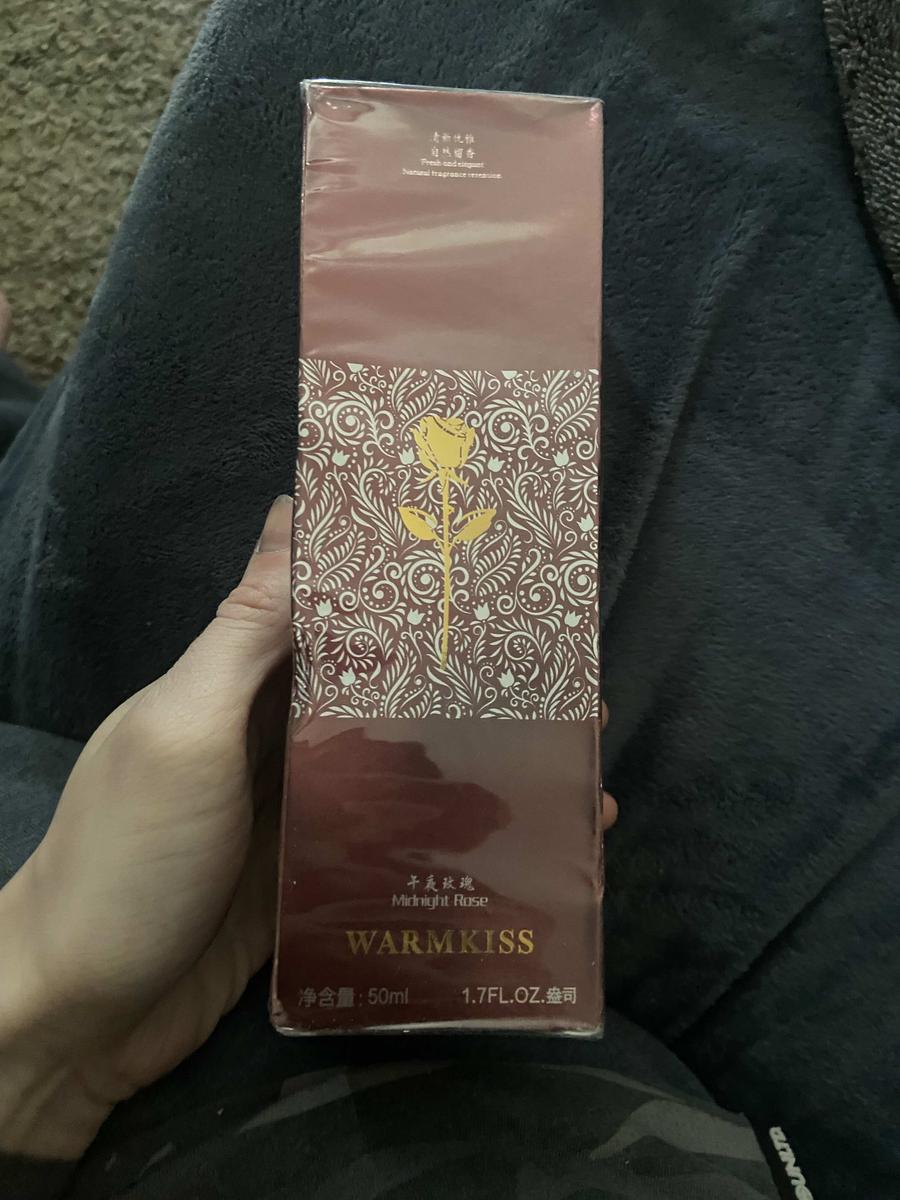 清新优雅
自然留香
Fresh and elegant
Natural fragrance retention
午夜玫瑰
Midnight Rose
WARMKISS
净含量:50ml 1.7FL.OZ.盎司